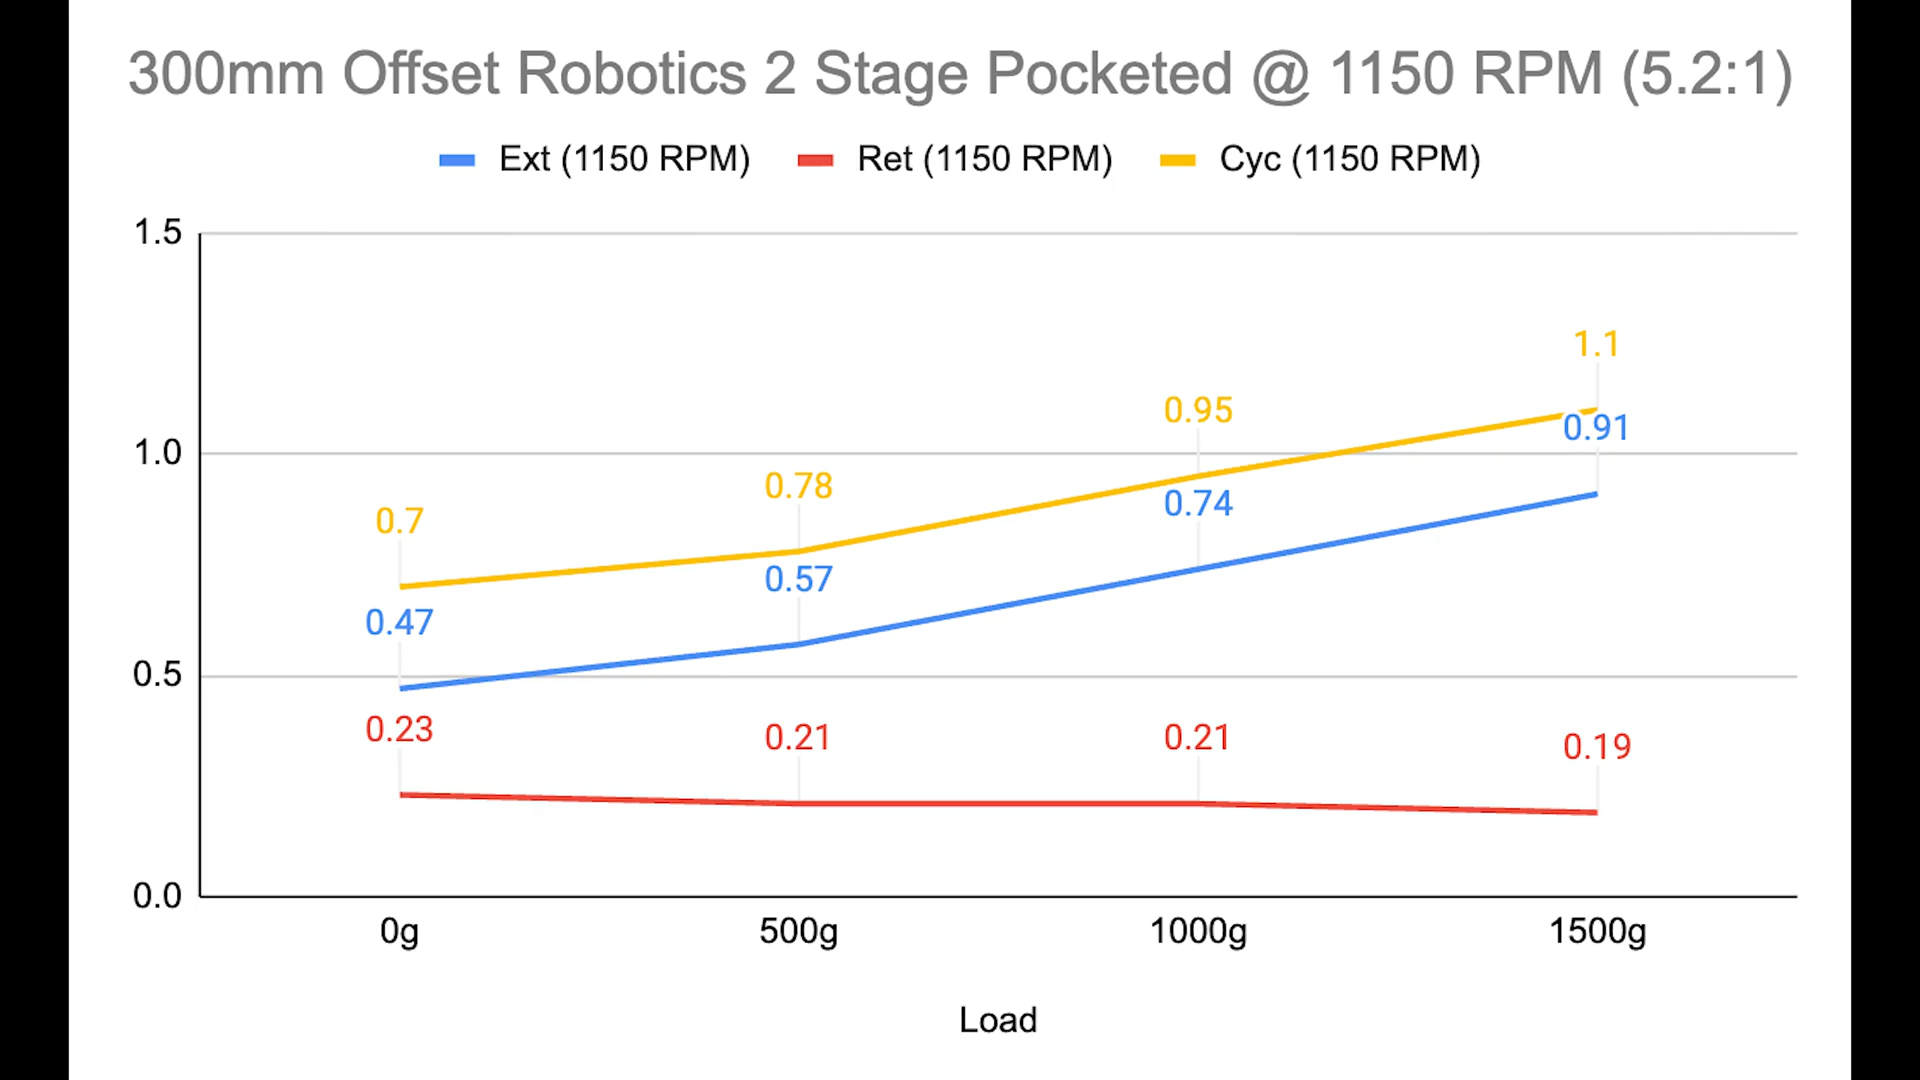 300mm Offset Robotics 2 Stage Pocketed @ 1150 RPM (5.2:1)
Ext (1150 RPM) Ret (1150 RPM) Cyc (1150 RPM)
1.5
1.1
0.95
0.91
1.0
0.78
0.74
0.7
0.57
0.47
0.5
0.23 0.21 0.21 0.19
0.0
0g 500g 1000g 1500g
Load